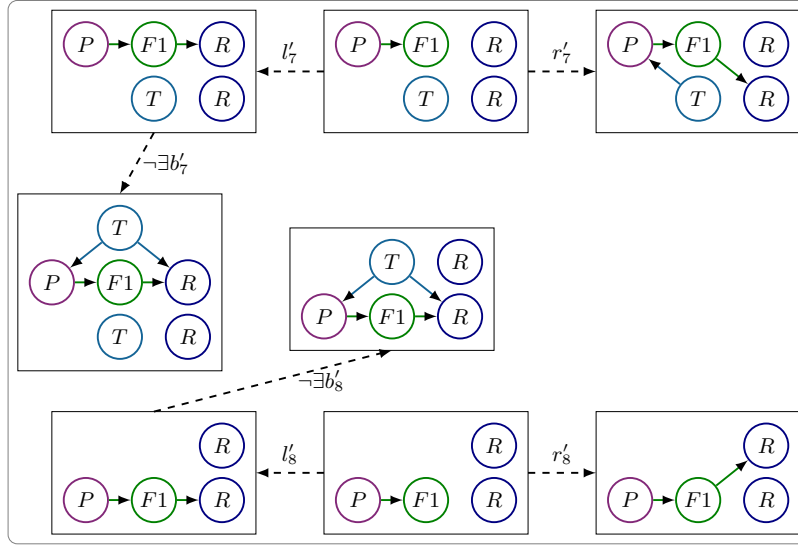 P F1 R l′₇ P F1 R r′₇ P F1 R
T R T R T R
¬∃b′₇
T
P F1 R
T R
T R
P F1 R
¬∃b′₈
R l′₈ R r′₈ R
P F1 R P F1 R P F1 R